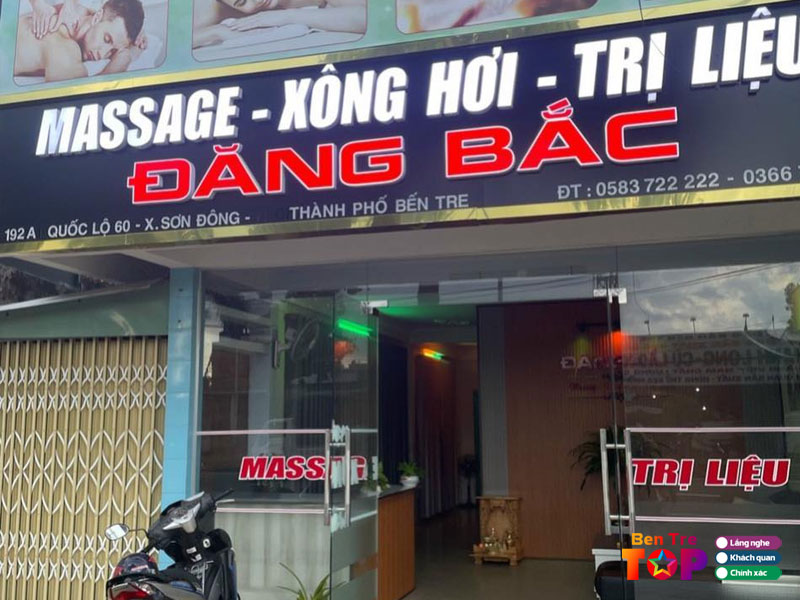 MASSAGE - XÔNG HƠI - TRỊ LIỆU
ĐĂNG BẮC
192 A QUỐC LỘ 60 - X. SƠN ĐÔNG - THÀNH PHỐ BẾN TRE
ĐT : 0583 722 222 - 0366
MASSAG
TRỊ LIỆU
Ben Tre
TOP
Lắng nghe
Khách quan
Chính xác